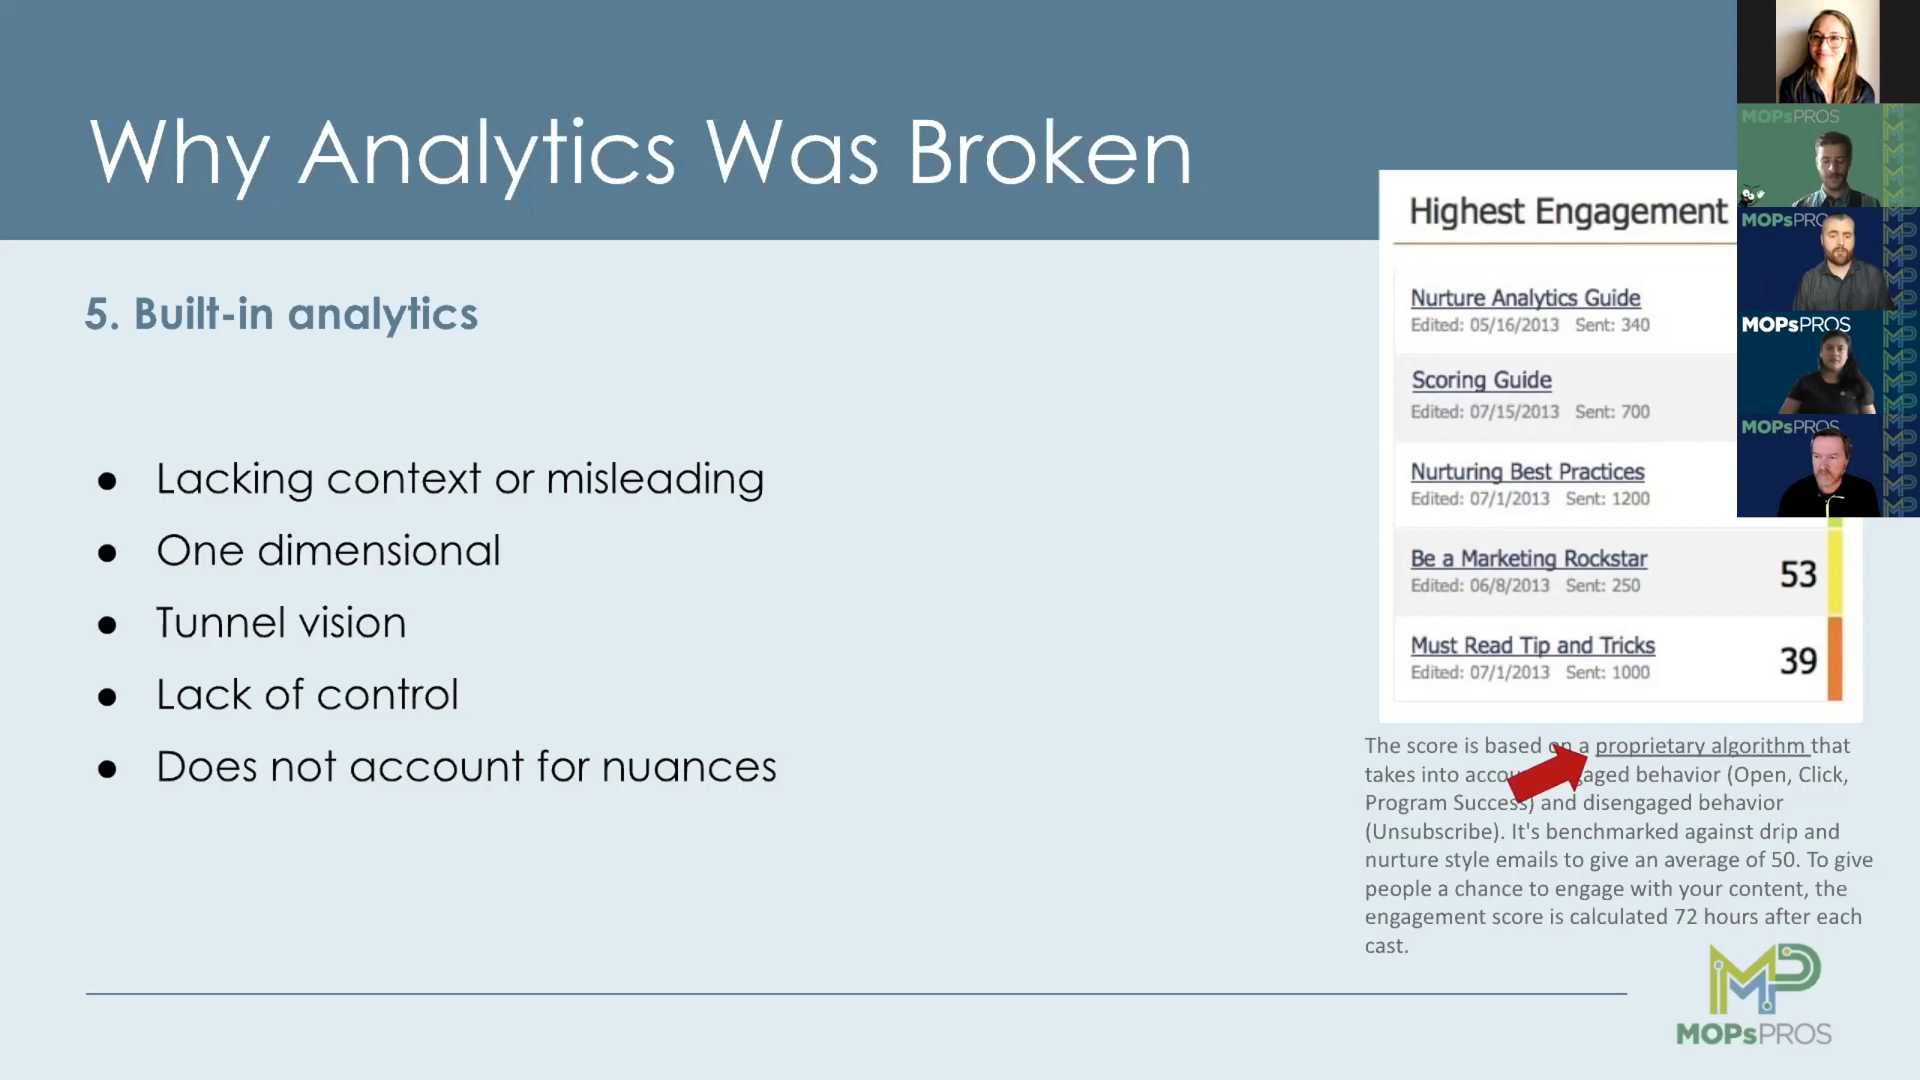 Why Analytics Was Broken
5. Built-in analytics
● Lacking context or misleading
● One dimensional
● Tunnel vision
● Lack of control
● Does not account for nuances
Highest Engagement
Nurture Analytics Guide
Edited: 05/16/2013 Sent: 340
Scoring Guide
Edited: 07/15/2013 Sent: 700
Nurturing Best Practices
Edited: 07/1/2013 Sent: 1200
Be a Marketing Rockstar
Edited: 06/8/2013 Sent: 250
53
Must Read Tip and Tricks
Edited: 07/1/2013 Sent: 1000
39
The score is based on a proprietary algorithm that
takes into engaged behavior (Open, Click,
Program Success) and disengaged behavior
(Unsubscribe). It's benchmarked against drip and
nurture style emails to give an average of 50. To give
people a chance to engage with your content, the
engagement score is calculated 72 hours after each
cast.
MOPsPROS
MOPsPROS
MOPsPRO
MOPsPROS
MOPsPROS